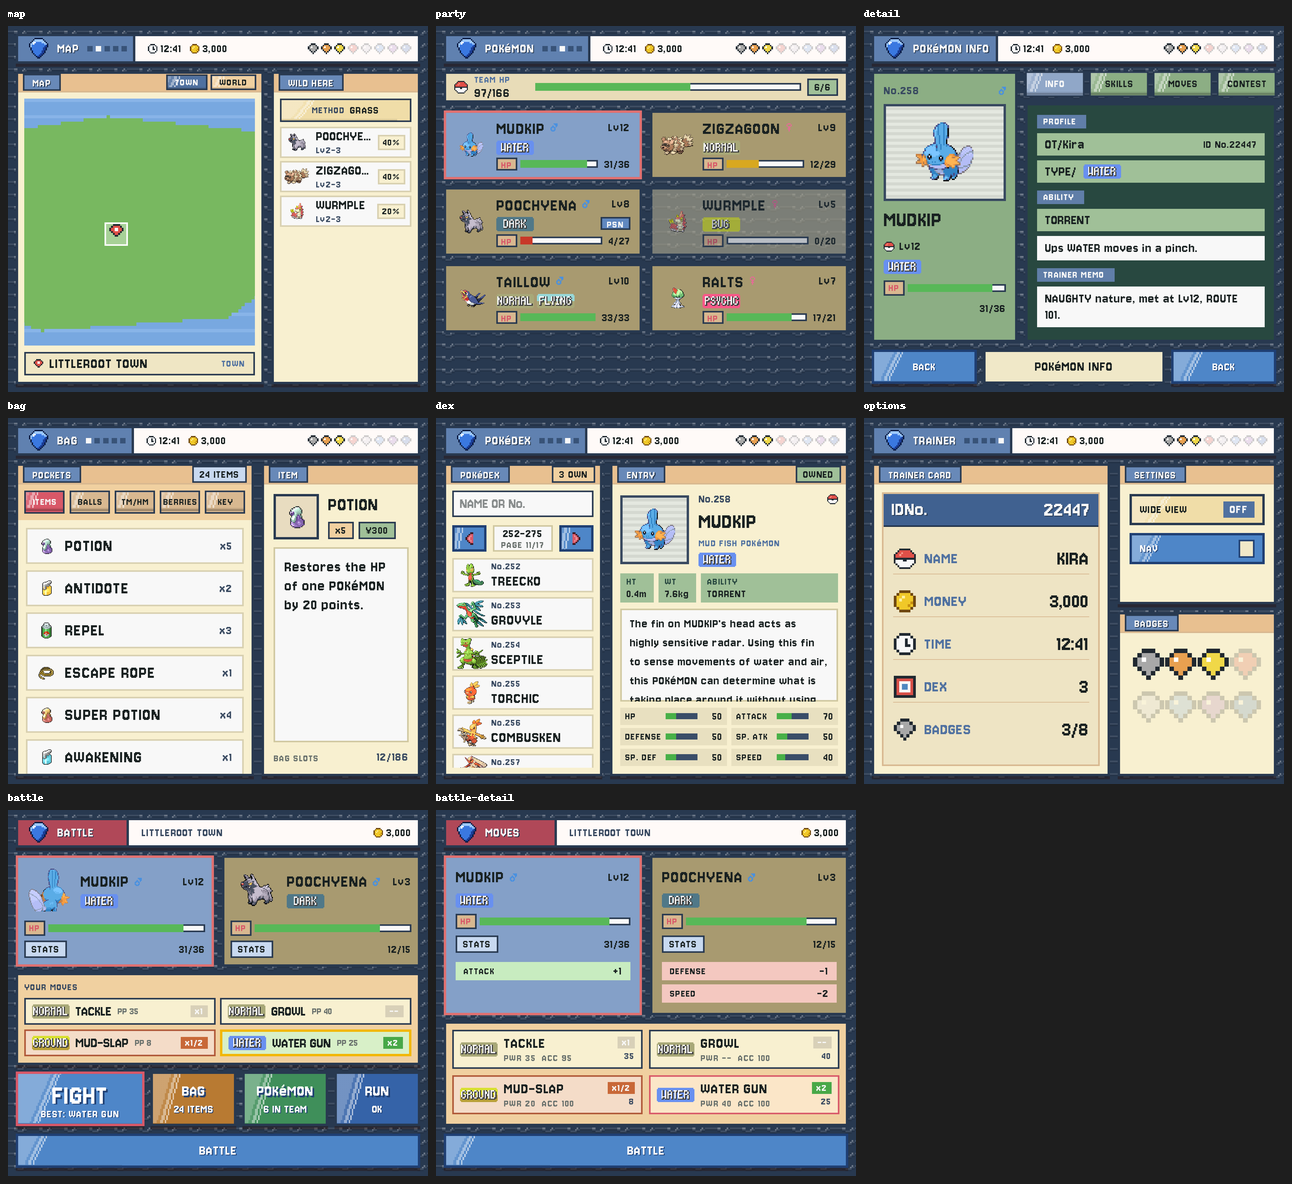 map
MAP
12:41
3,000
MAP
TOWN
WORLD
LITTLEROOT TOWN
TOWN
WILD HERE
METHOD GRASS
POOCHYE...
Lv2-3
40%
ZIGZAGO...
Lv2-3
40%
WURMPLE
Lv2-3
20%
party
POKéMON
12:41
3,000
TEAM HP
97/166
6/6
MUDKIP ♂
Lv12
WATER
HP
31/36
ZIGZAGOON
Lv9
NORMAL
HP
12/29
POOCHYENA ♂
Lv8
DARK
PSN
HP
4/27
WURMPLE
Lv5
BUG
HP
0/20
TAILLOW ♂
Lv10
NORMAL FLYING
HP
33/33
RALTS
Lv7
PSYCHC
HP
17/21
detail
POKéMON INFO
12:41
3,000
No.258
♂
MUDKIP
Lv12
WATER
HP
31/36
INFO
SKILLS
MOVES
CONTEST
PROFILE
OT/Kira
ID No.22447
TYPE/ WATER
ABILITY
TORRENT
Ups WATER moves in a pinch.
TRAINER MEMO
NAUGHTY nature, met at Lv12, ROUTE
101.
BACK
POKéMON INFO
BACK
bag
BAG
12:41
3,000
POCKETS
24 ITEMS
ITEMS
BALLS
TM/HM
BERRIES
KEY
POTION
x5
ANTIDOTE
x2
REPEL
x3
ESCAPE ROPE
x1
SUPER POTION
x4
AWAKENING
x1
ITEM
POTION
x5
¥300
Restores the HP
of one POKéMON
by 20 points.
BAG SLOTS
12/186
dex
POKéDEX
12:41
3,000
POKéDEX
3 OWN
NAME OR No.
252-275
PAGE 11/17
No.252
TREECKO
No.253
GROVYLE
No.254
SCEPTILE
No.255
TORCHIC
No.256
COMBUSKEN
No.257
ENTRY
OWNED
No.258
MUDKIP
MUD FISH POKéMON
WATER
HT
0.4m
WT
7.6kg
ABILITY
TORRENT
The fin on MUDKIP's head acts as
highly sensitive radar. Using this fin
to sense movements of water and air,
this POKéMON can determine what is
taking place around it without using
HP
50
ATTACK
70
DEFENSE
50
SP. ATK
50
SP. DEF
50
SPEED
40
options
TRAINER
12:41
3,000
TRAINER CARD
IDNo.
22447
NAME
KIRA
MONEY
3,000
TIME
12:41
DEX
3
BADGES
3/8
SETTINGS
WIDE VIEW
OFF
NAV
BADGES
battle
BATTLE
LITTLEROOT TOWN
3,000
MUDKIP ♂
Lv12
WATER
HP
STATS
31/36
POOCHYENA ♂
Lv3
DARK
HP
STATS
12/15
YOUR MOVES
NORMAL TACKLE PP 35
x1
NORMAL GROWL PP 40
--
GROUND MUD-SLAP PP 8
x1/2
WATER WATER GUN PP 25
x2
FIGHT
BEST: WATER GUN
BAG
24 ITEMS
POKéMON
6 IN TEAM
RUN
OK
BATTLE
battle-detail
MOVES
LITTLEROOT TOWN
3,000
MUDKIP ♂
Lv12
WATER
HP
STATS
31/36
ATTACK
+1
POOCHYENA ♂
Lv3
DARK
HP
STATS
12/15
DEFENSE
-1
SPEED
-2
NORMAL
TACKLE
x1
PWR 35 ACC 95
35
NORMAL
GROWL
--
PWR -- ACC 100
40
GROUND
MUD-SLAP
x1/2
PWR 20 ACC 100
8
WATER
WATER GUN
x2
PWR 40 ACC 100
25
BATTLE